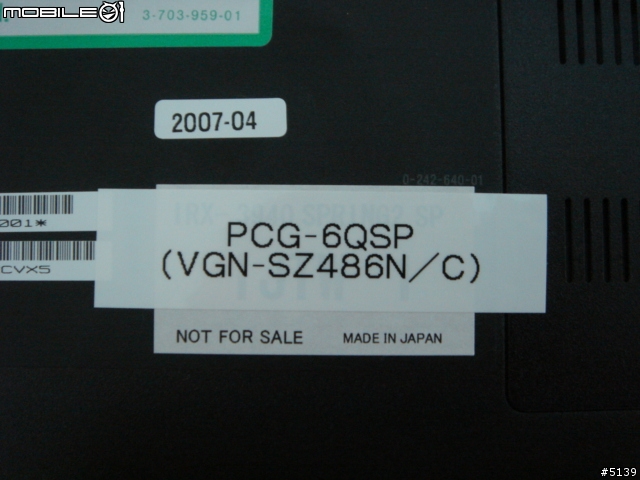 MOBILE01
3-703-959-01
2007-04
0-242-640-01
001*
PCG-6QSP
(VGN-SZ486N/C)
CVX5
NOT FOR SALE MADE IN JAPAN
#5139